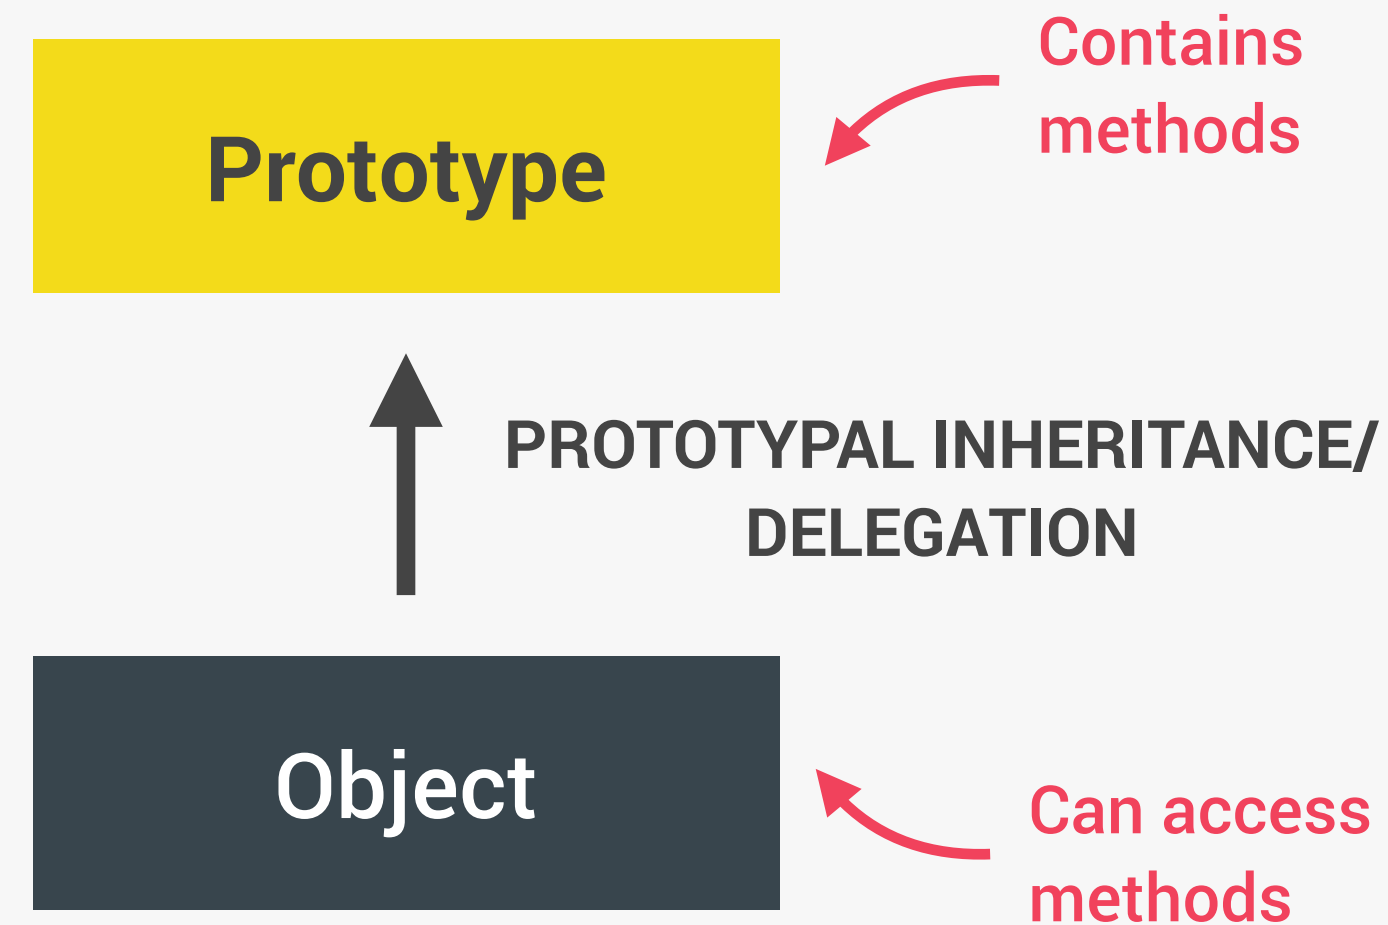 Contains
methods
Prototype
PROTOTYPAL INHERITANCE/
DELEGATION
Object
Can access
methods